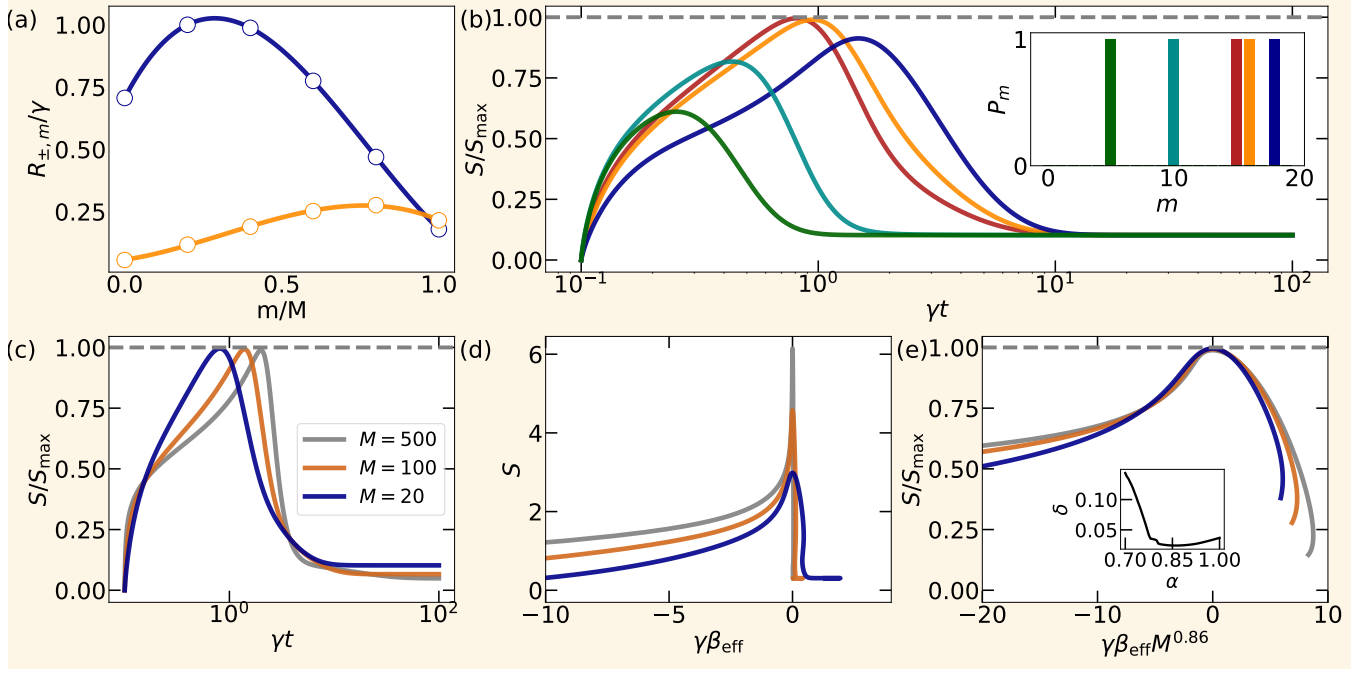 (a)
1.00
0.75
0.50
0.25
R±,m/γ
0.0
0.5
1.0
m/M
(b)
1.00
0.75
0.50
0.25
0.00
S/Smax
10⁻¹
10⁰
10¹
10²
γt
1
0
Pm
0
10
20
m
(c)
1.00
0.75
0.50
0.25
0.00
S/Smax
10⁰
10²
γt
M = 500
M = 100
M = 20
(d)
6
4
2
0
S
−10
−5
0
γβeff
(e)
1.00
0.75
0.50
0.25
0.00
S/Smax
−20
−10
0
10
γβeffM⁰·⁸⁶
0.10
0.05
δ
0.70
0.85
1.00
α